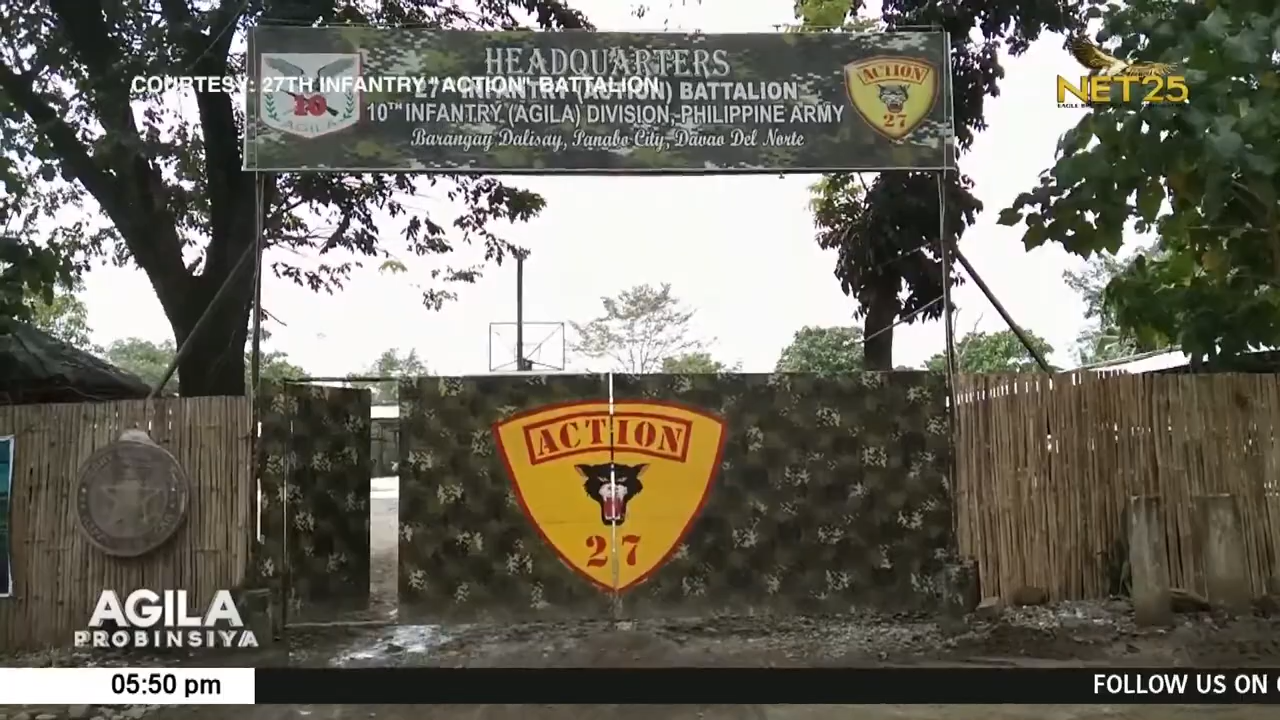 HEADQUARTERS
COURTESY: 27TH INFANTRY "ACTION" BATTALION
27TH INFANTRY (ACTION) BATTALION
10TH INFANTRY (AGILA) DIVISION, PHILIPPINE ARMY
Barangay Dalisay, Panabo City, Davao Del Norte
10
AGILA
ACTION
27
NET25
ACTION
27
AGILA
PROBINSIYA
05:50 pm
FOLLOW US ON